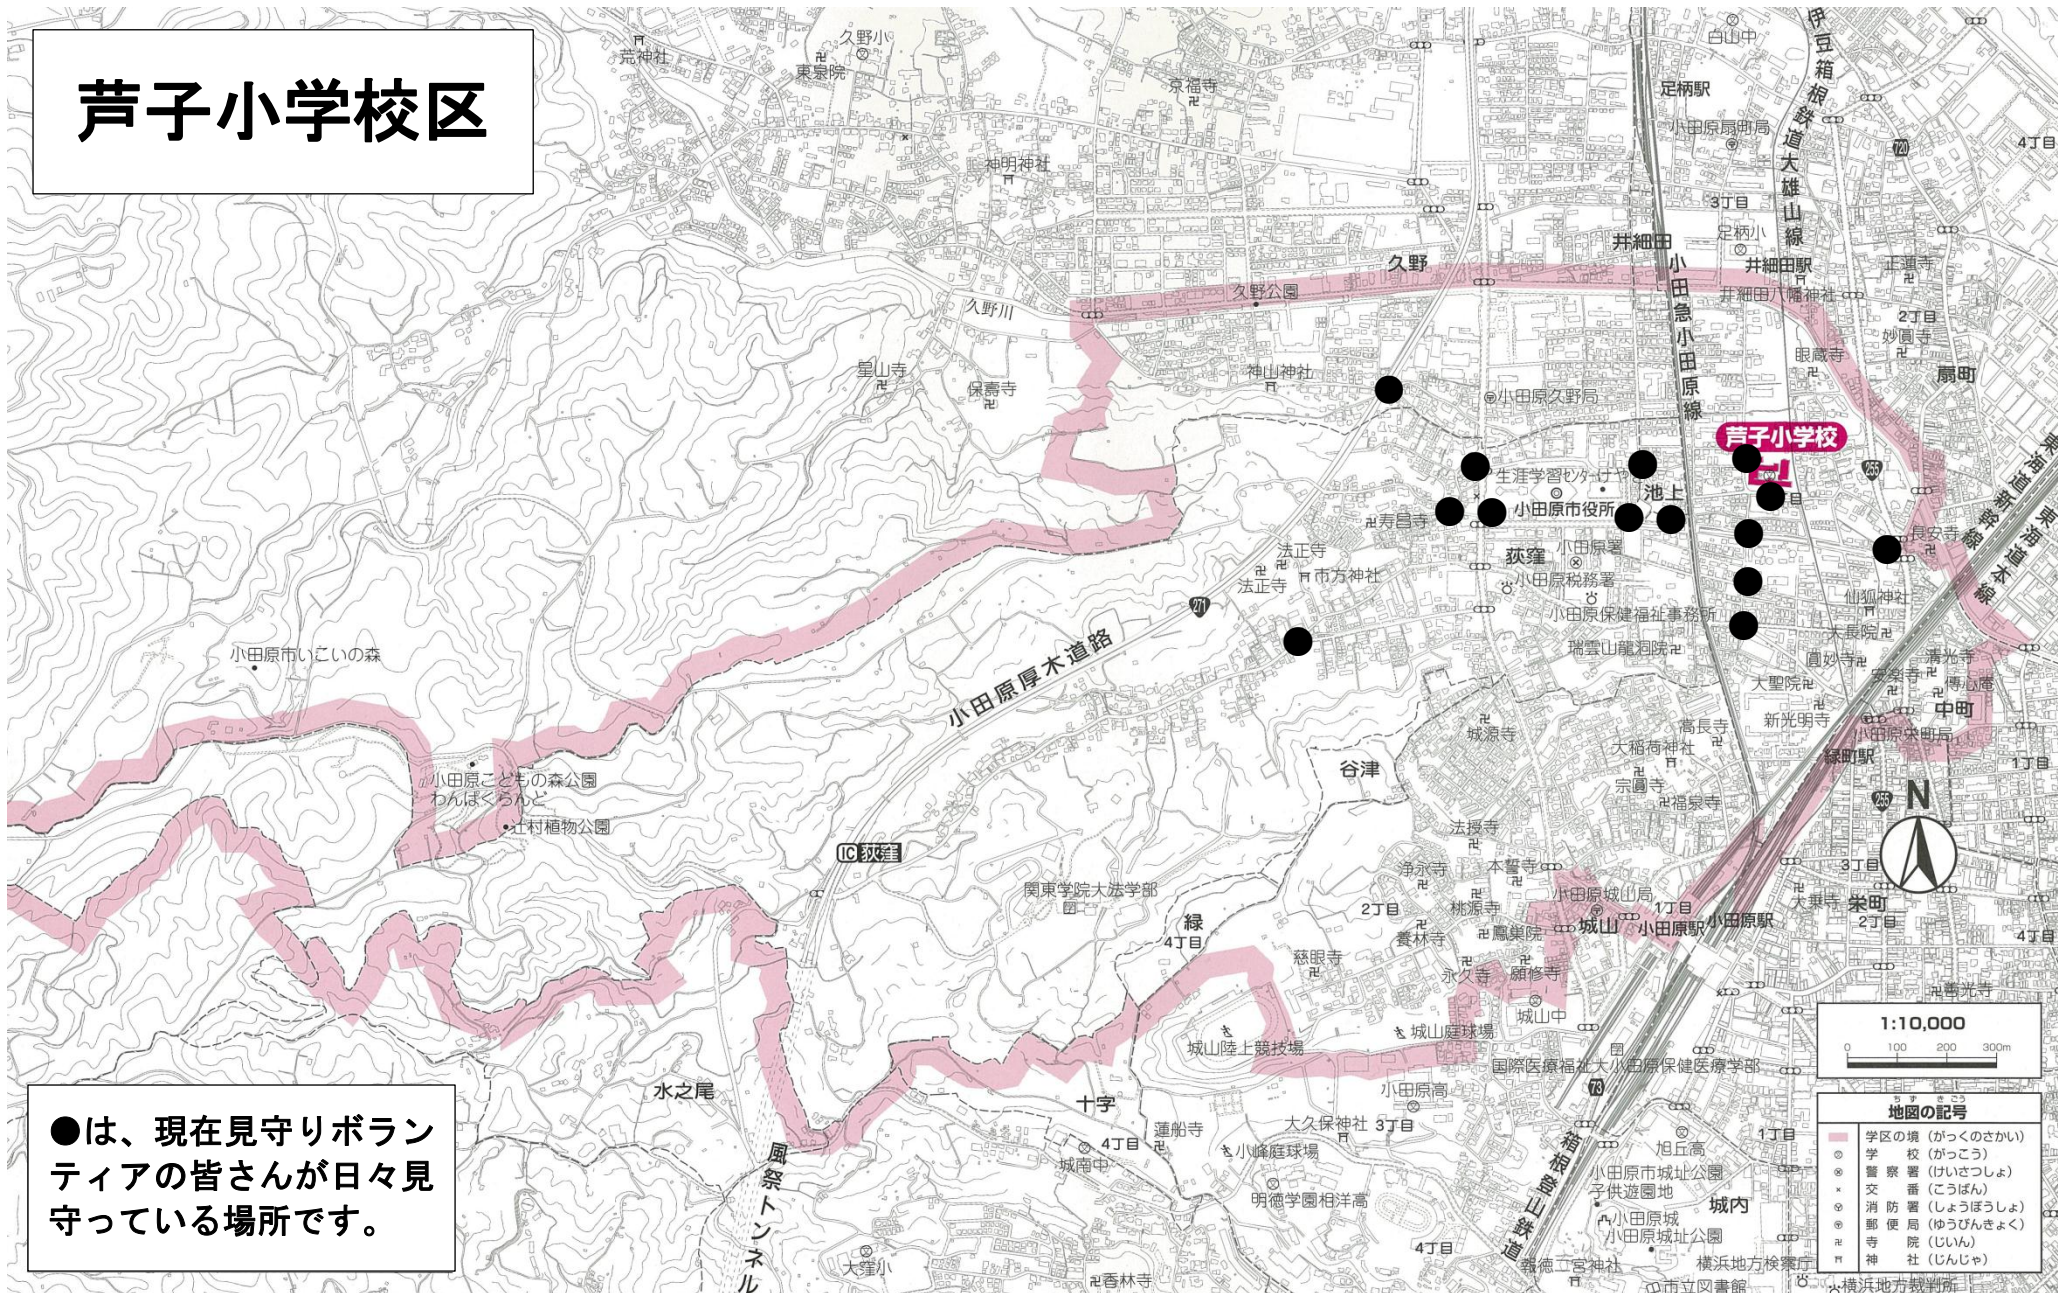 芦子小学校区
荒神社
久野小
東泉院
京福寺
神明神社
白山中
伊豆箱根鉄道大雄山線
足柄駅
小田原扇町局
720
4丁目
3丁目
足柄小
井細田
小田急小田原線
井細田駅
正蓮寺
久野
久野公園
久野川
井細田八幡神社
2丁目
妙圓寺
眼蔵寺
扇町
星山寺
保壽寺
神山神社
小田原久野局
芦子小学校
255
東海道新幹線
東海道本線
生涯学習センターけやき
池上
小田原市役所
寿昌寺
長安寺
法正寺
法正寺
市方神社
荻窪
小田原署
小田原税務署
小田原保健福祉事務所
仙狐神社
大長院
271
小田原厚木道路
瑞雲山龍洞院
圓妙寺
清光寺
安楽寺
傳心庵
大聖院
新光明寺
中町
小田原栄町局
小田原市いこいの森
城源寺
高長寺
大稲荷神社
緑町駅
谷津
宗圓寺
福泉寺
1丁目
255
N
小田原こどもの森公園
わんぱくらんど
辻村植物公園
法授寺
IC荻窪
浄永寺
本誓寺
3丁目
関東学院大法学部
小田原城山局
2丁目
桃源寺
1丁目
大乗寺
栄町
2丁目
緑
4丁目
養林寺
鳳巣院
城山
小田原駅
小田原駅
4丁目
慈眼寺
永久寺
願修寺
善光寺
城山中
城山陸上競技場
城山庭球場
1:10,000
0 100 200 300m
国際医療福祉大小田原保健医療学部
73
水之尾
十字
小田原高
大久保神社
3丁目
4丁目
蓮船寺
城南中
小峰庭球場
明徳学園相洋高
箱根登山鉄道
旭丘高
1丁目
小田原市城址公園
子供遊園地
城内
小田原城
小田原城址公園
4丁目
報徳二宮神社
横浜地方検察庁
市立図書館
横浜地方裁判所
風祭トンネル
大窪小
香林寺
●は、現在見守りボラン
ティアの皆さんが日々見
守っている場所です。
地図の記号
ちず きごう
学区の境（がっくのさかい）
学校（がっこう）
警察署（けいさつしょ）
交番（こうばん）
消防署（しょうぼうしょ）
郵便局（ゆうびんきょく）
寺院（じいん）
神社（じんじゃ）